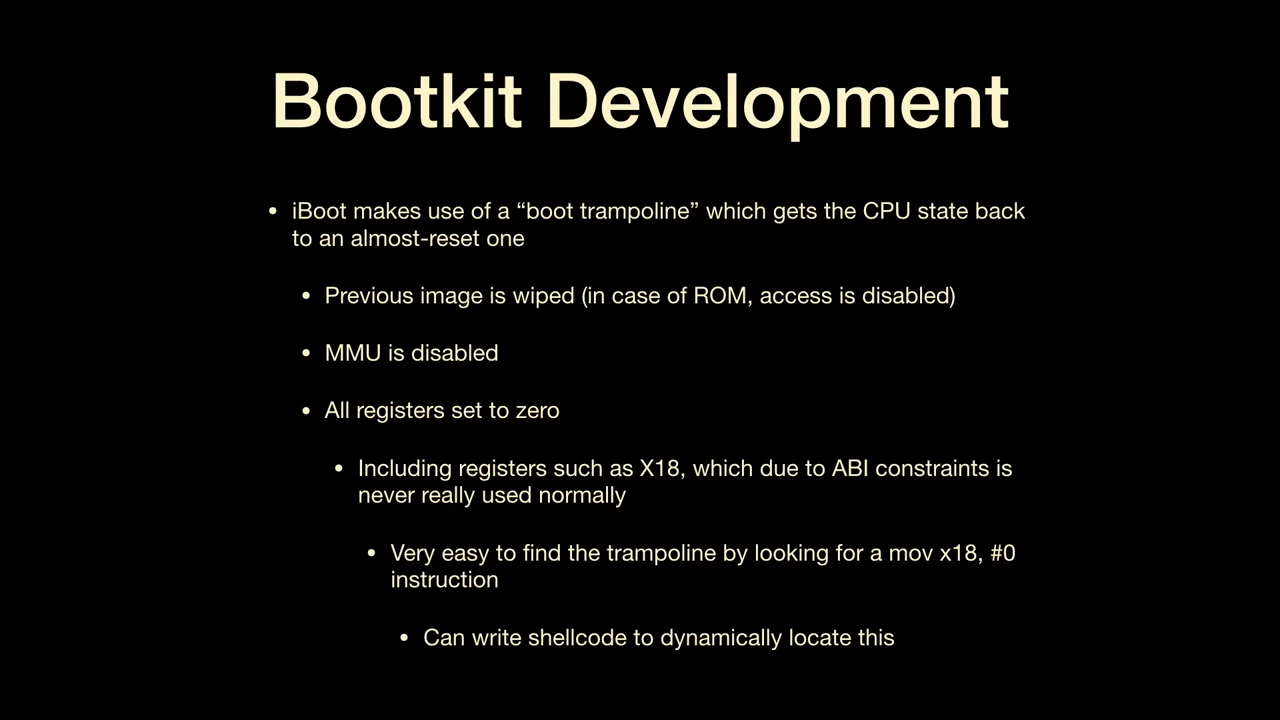 Bootkit Development
• iBoot makes use of a “boot trampoline” which gets the CPU state back
to an almost-reset one
• Previous image is wiped (in case of ROM, access is disabled)
• MMU is disabled
• All registers set to zero
• Including registers such as X18, which due to ABI constraints is
never really used normally
• Very easy to find the trampoline by looking for a mov x18, #0
instruction
• Can write shellcode to dynamically locate this